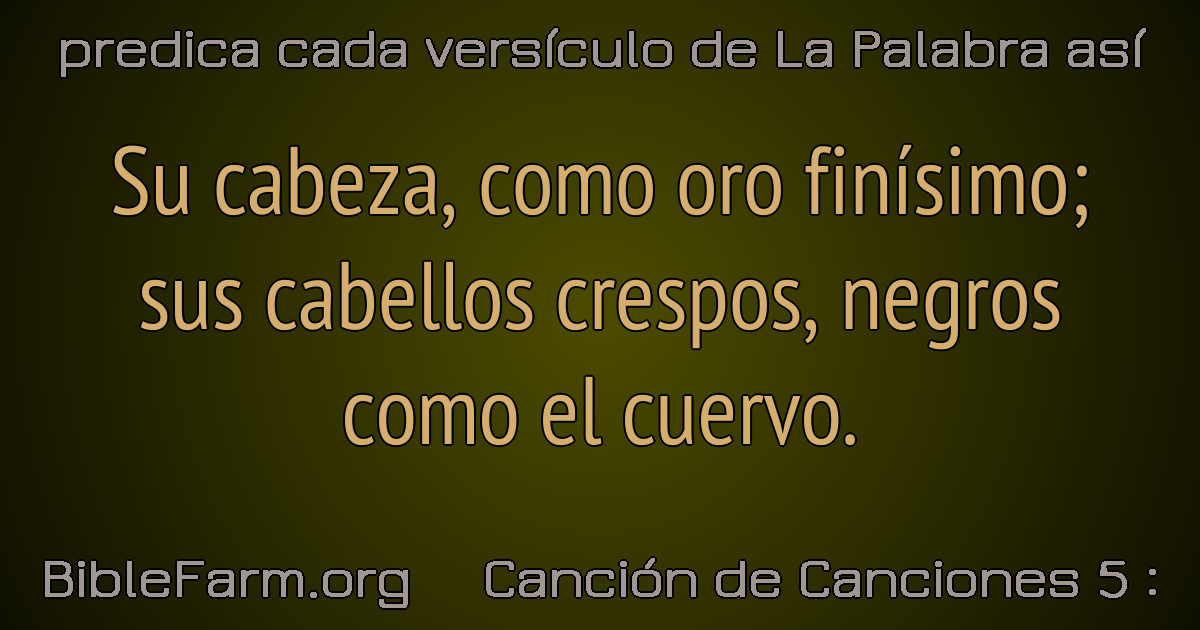 predica cada versículo de La Palabra así
Su cabeza, como oro finísimo;
sus cabellos crespos, negros
como el cuervo.
BibleFarm.org Canción de Canciones 5 :